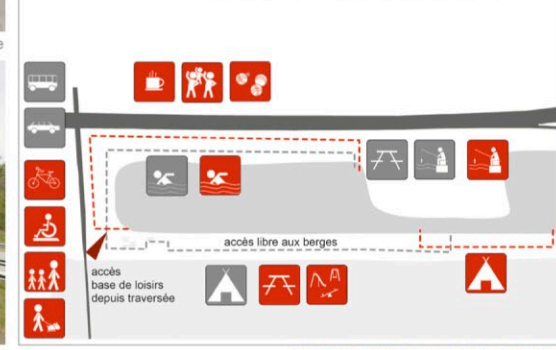 e
accès libre aux berges
accès
base de loisirs
depuis traversée